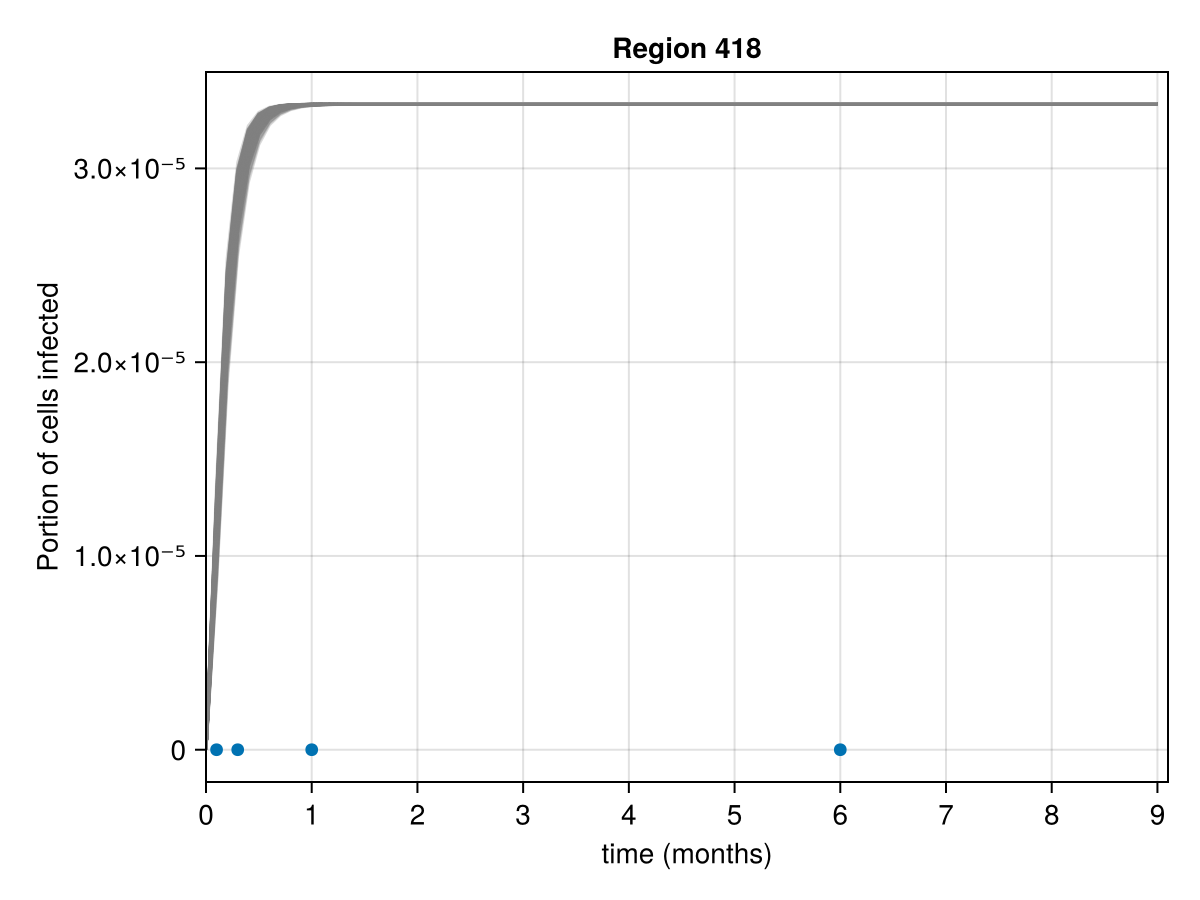 Region 418
Portion of cells infected
3.0×10⁻⁵
2.0×10⁻⁵
1.0×10⁻⁵
0
0 1 2 3 4 5 6 7 8 9
time (months)